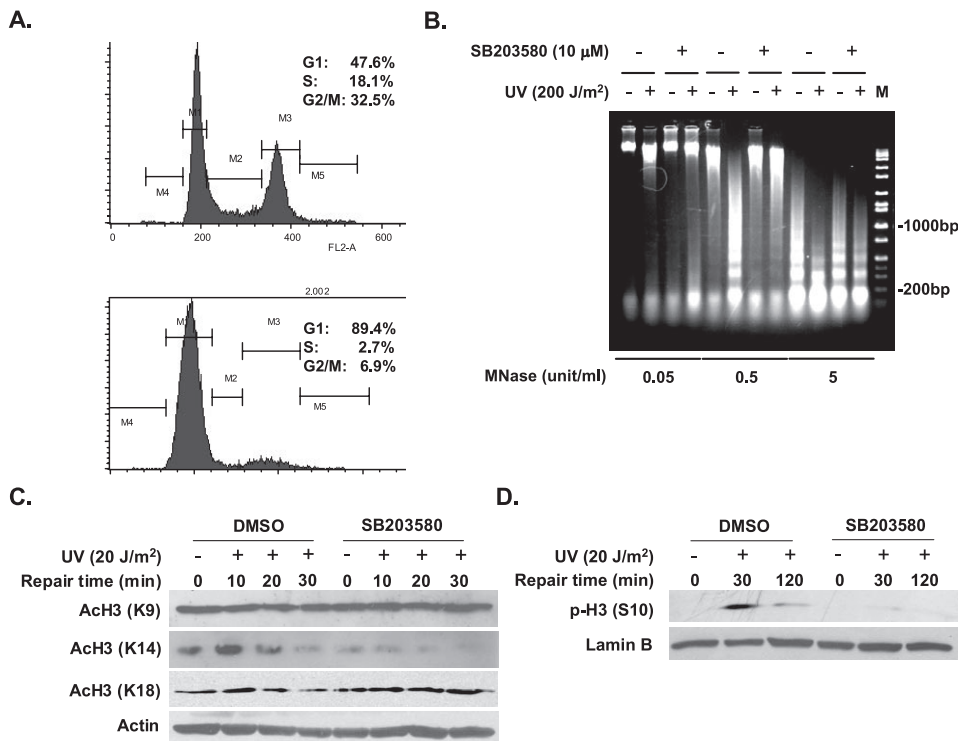 A.
G1: 47.6%
S: 18.1%
G2/M: 32.5%
M1
M3
M2
M4
M5
0 200 400 600
FL2-A
2.002
G1: 89.4%
S: 2.7%
G2/M: 6.9%
M3
M2
M4
M5
B.
SB203580 (10 μM) - + - + - +
UV (200 J/m²) - + - + - + - + - + - + M
-1000bp
-200bp
MNase (unit/ml) 0.05 0.5 5
C.
DMSO SB203580
UV (20 J/m²) - + + + - + + +
Repair time (min) 0 10 20 30 0 10 20 30
AcH3 (K9)
AcH3 (K14)
AcH3 (K18)
Actin
D.
DMSO SB203580
UV (20 J/m²) - + + - + +
Repair time (min) 0 30 120 0 30 120
p-H3 (S10)
Lamin B